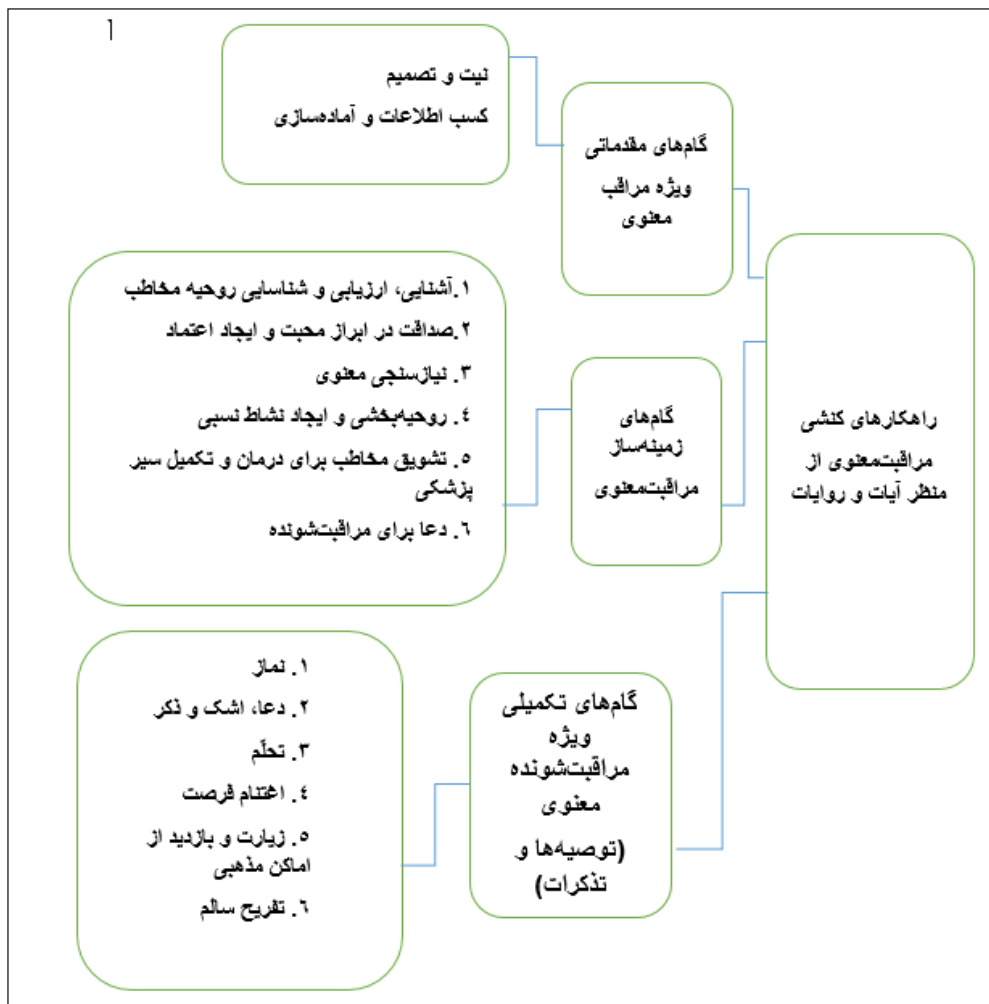 1
راهکارهای کنشی
مراقبت‌معنوی از
منظر آیات و روایات
گام‌های مقدماتی
ویژه مراقب
معنوی
نیت و تصمیم
کسب اطلاعات و آماده‌سازی
گام‌های
زمینه‌ساز
مراقبت‌معنوی
۱.آشنایی، ارزیابی و شناسایی روحیه مخاطب
۲.صداقت در ابراز محبت و ایجاد اعتماد
۳. نیازسنجی معنوی
۴. روحیه‌بخشی و ایجاد نشاط نسبی
۵. تشویق مخاطب برای درمان و تکمیل سیر
پزشکی
۶. دعا برای مراقبت‌شونده
گام‌های تکمیلی
ویژه
مراقبت‌شونده
معنوی
(توصیه‌ها و
تذکرات)
۱. نماز
۲. دعا، اشک و ذکر
۳. تحلّم
۴. اغتنام فرصت
۵. زیارت و بازدید از
اماکن مذهبی
۶. تفریح سالم